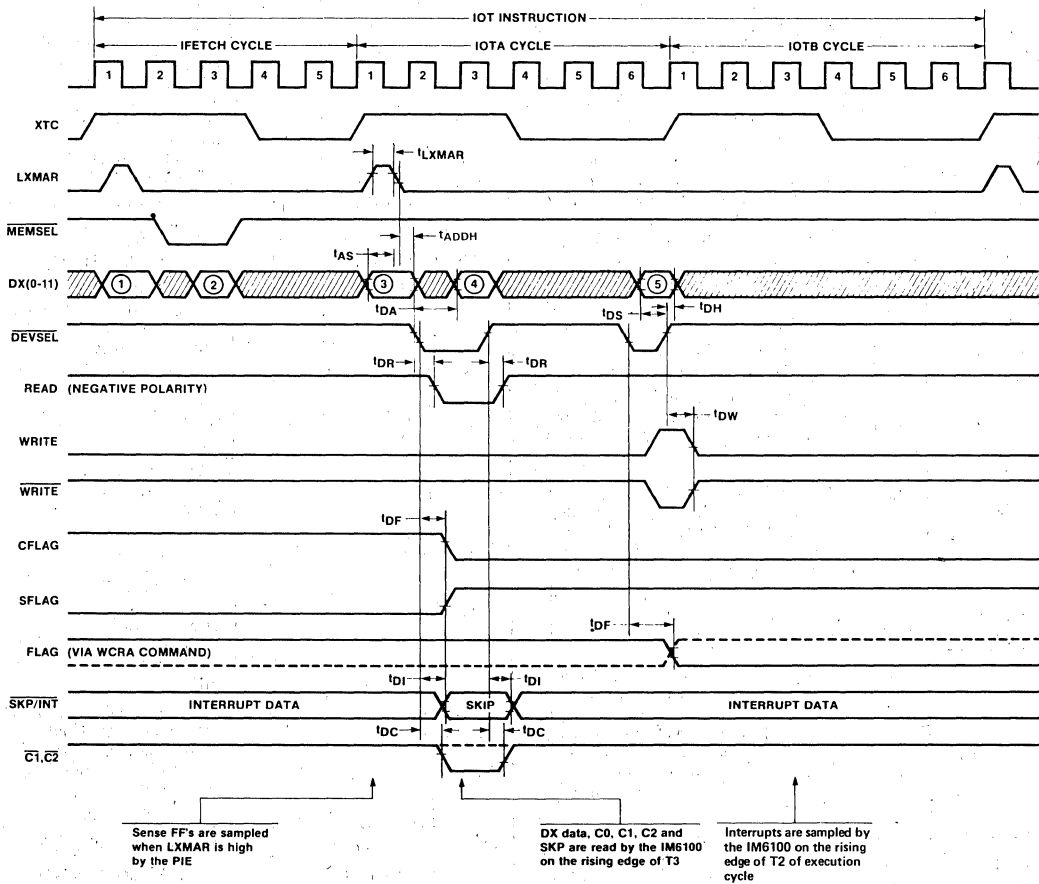 IOT INSTRUCTION
IFETCH CYCLE IOTA CYCLE IOTB CYCLE
1 2 3 4 5 1 2 3 4 5 6 1 2 3 4 5 6
XTC
tLXMAR
LXMAR
MEMSEL
tADDH
tAS
DX(0-11) 1 2 3 4 5
tDA tDS tDH
DEVSEL
tDR tDR
READ (NEGATIVE POLARITY)
tDW
WRITE
WRITE
tDF
CFLAG
SFLAG
tDF
FLAG (VIA WCRA COMMAND)
tDI tDI
SKP/INT INTERRUPT DATA SKIP INTERRUPT DATA
tDC tDC
C1,C2
Sense FF's are sampled
when LXMAR is high
by the PIE
DX data, C0, C1, C2 and
SKP are read by the IM6100
on the rising edge of T3
Interrupts are sampled by
the IM6100 on the rising
edge of T2 of execution
cycle